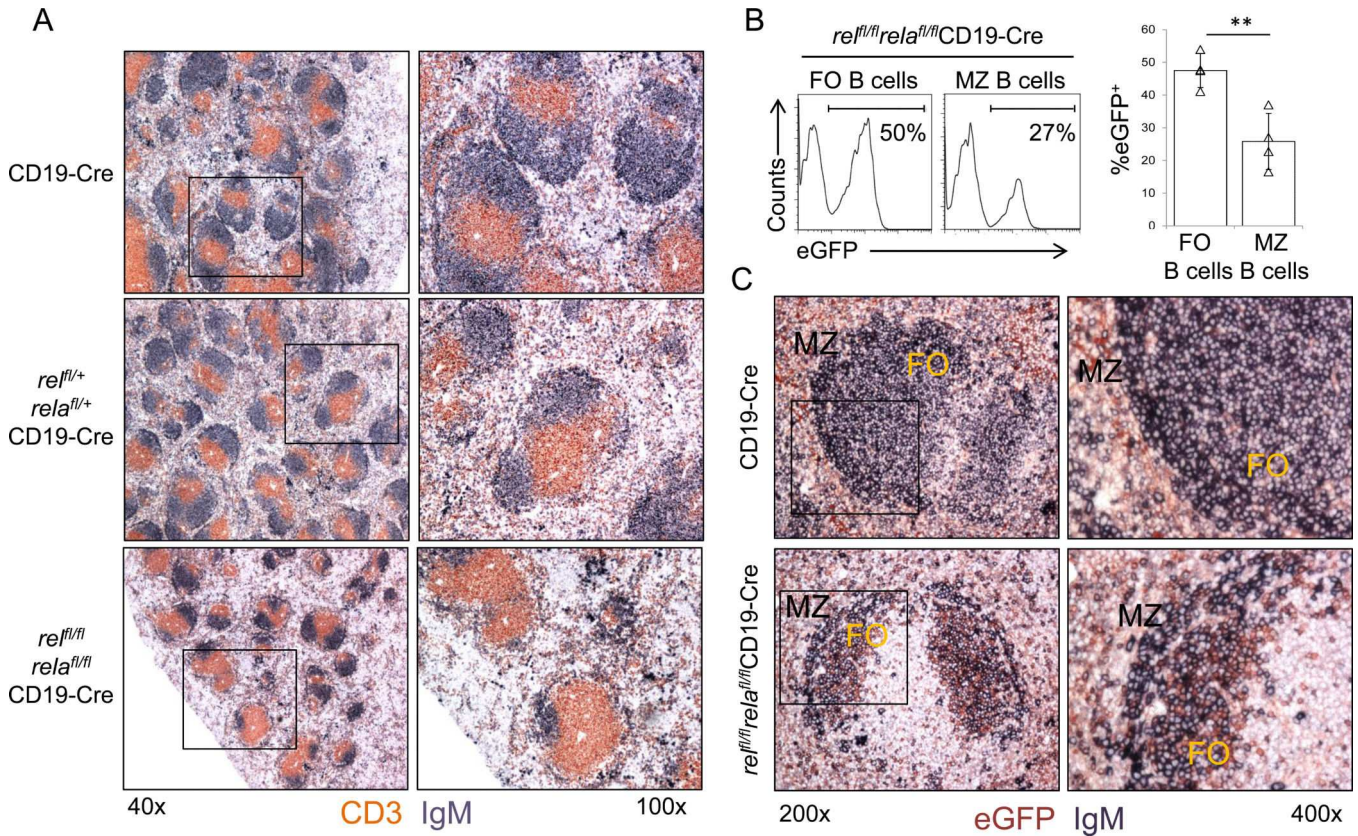 A
CD19-Cre
rel^fl/+
rela^fl/+
CD19-Cre
rel^fl/fl
rela^fl/fl
CD19-Cre
40x
CD3 IgM
100x
B
rel^fl/fl rela^fl/fl CD19-Cre
FO B cells
MZ B cells
50%
27%
Counts
eGFP
**
%eGFP+
60
50
40
30
20
10
0
FO
B cells
MZ
B cells
C
CD19-Cre
MZ
FO
MZ
FO
rel^fl/fl rela^fl/fl CD19-Cre
MZ
FO
MZ
FO
200x
eGFP IgM
400x